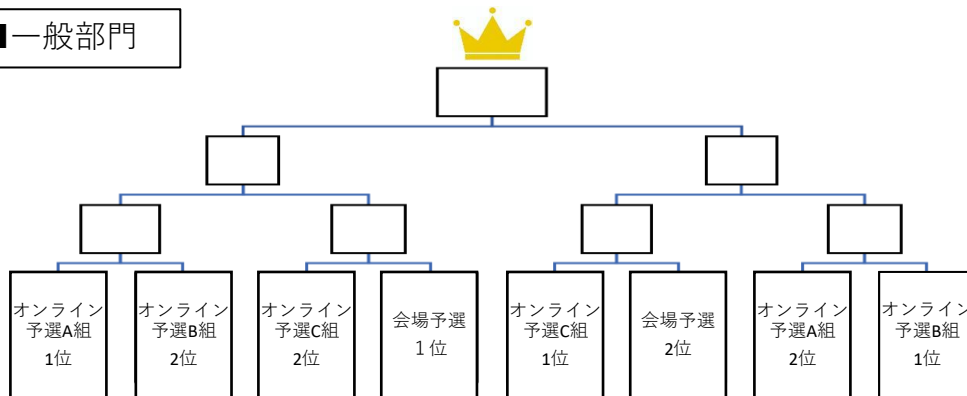 ■一般部門
オンライン
予選A組
1位
オンライン
予選B組
2位
オンライン
予選C組
2位
会場予選
１位
オンライン
予選C組
1位
会場予選
2位
オンライン
予選A組
2位
オンライン
予選B組
1位